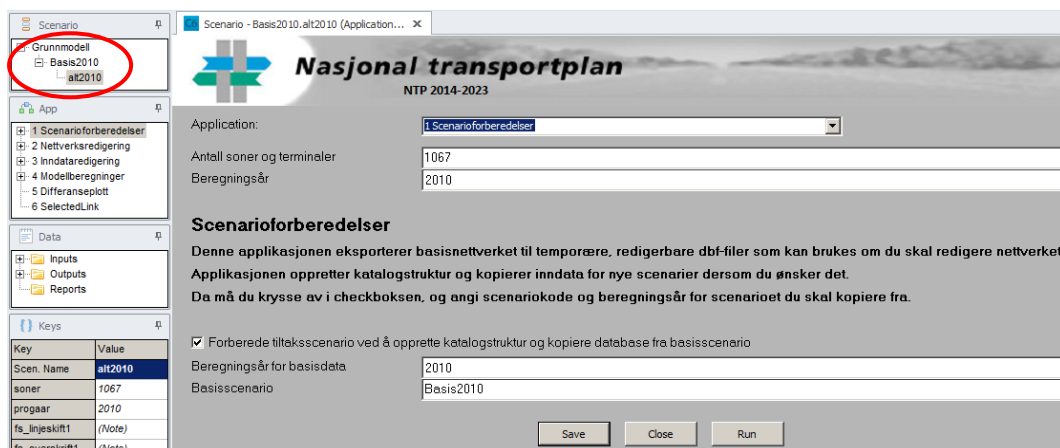 Scenario
Grunnmodell
Basis2010
alt2010
App
1 Scenarioforberedelser
2 Nettverksredigering
3 Inndataredigering
4 Modellberegninger
5 Differanseplott
6 SelectedLink
Data
Inputs
Outputs
Reports
{ } Keys
Key Value
Scen. Name alt2010
soner 1067
progaar 2010
fs_linjeskift1 (Note)
fs_overskrift1 (Note)
C6 Scenario - Basis2010.alt2010 (Application...
Nasjonal transportplan
NTP 2014-2023
Application: 1 Scenarioforberedelser
Antall soner og terminaler 1067
Beregningsår 2010
Scenarioforberedelser
Denne applikasjonen eksporterer basisnettverket til temporære, redigerbare dbf-filer som kan brukes om du skal redigere nettverket
Applikasjonen oppretter katalogstruktur og kopierer inndata for nye scenarier dersom du ønsker det.
Da må du krysse av i checkboksen, og angi scenariokode og beregningsår for scenarioet du skal kopiere fra.
Forberede tiltaksscenario ved å opprette katalogstruktur og kopiere database fra basisscenario
Beregningsår for basisdata 2010
Basisscenario Basis2010
Save Close Run